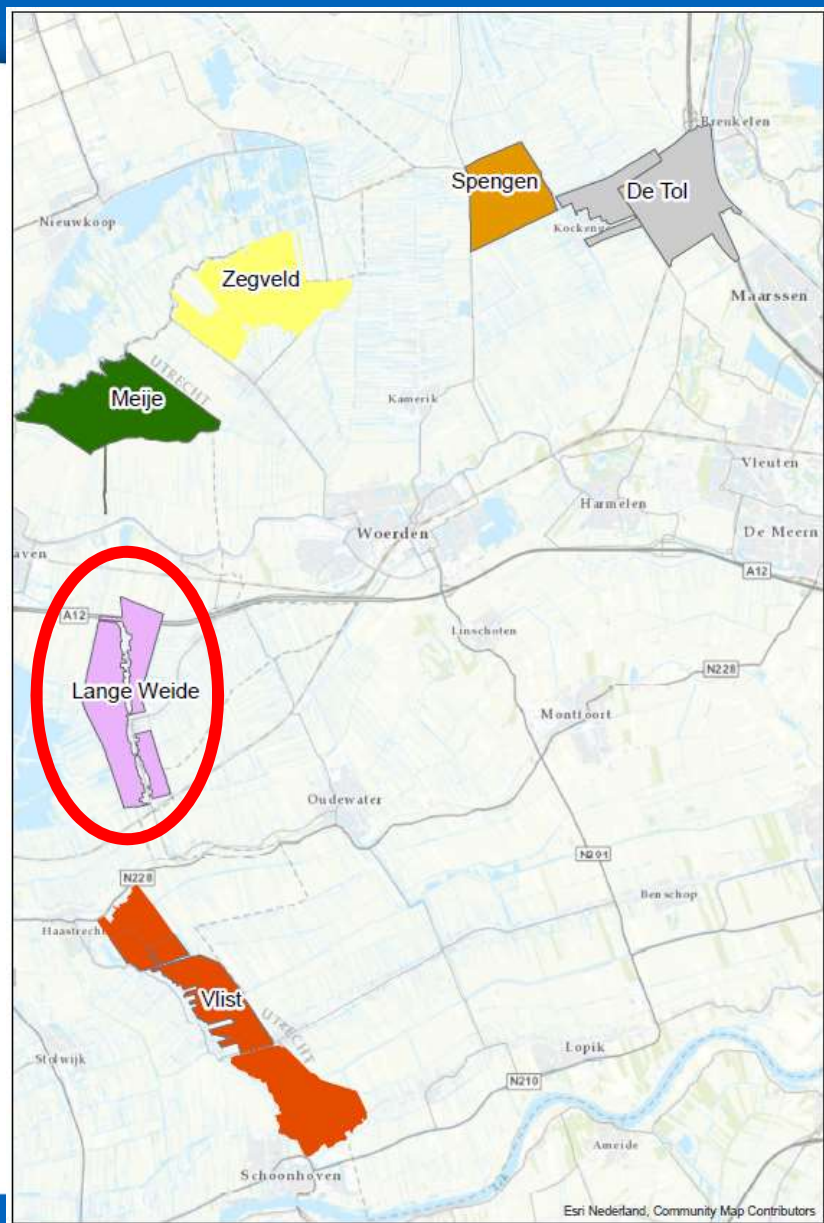 Breukelen
Spengen
De Tol
Nieuwkoop
Kockeng
Zegveld
Maarssen
UTRECHT
Meije
Kamerik
Vleuten
Harmelen
Woerden
De Meern
aven
A12
A12
Linschoten
Lange Weide
N228
Montfoort
Oudewater
N228
N201
Benschop
Haastrecht
Vlist
UTRECHT
Stolwijk
Lopik
N210
Ameide
Schoonhoven
Esri Nederland, Community Map Contributors